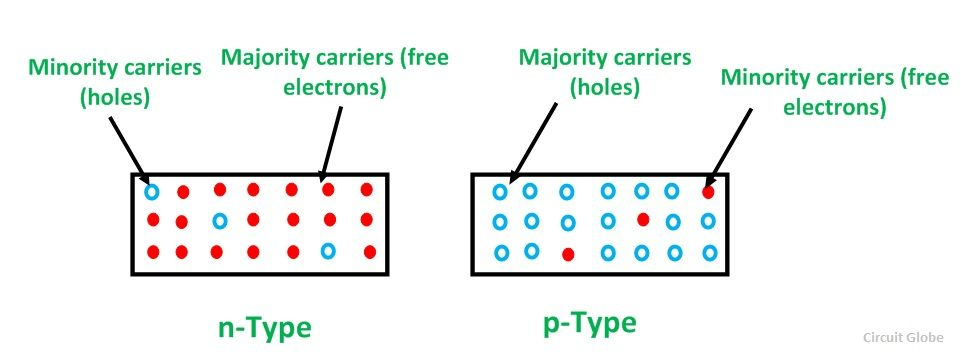 Minority carriers
(holes)
Majority carriers (free
electrons)
Majority carriers
(holes)
Minority carriers (free
electrons)
n-Type
p-Type
Circuit Globe